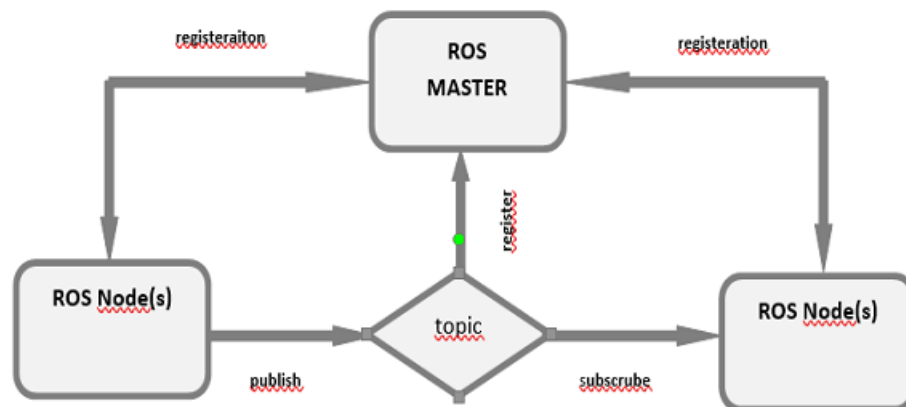 registeraiton
ROS
MASTER
registeration
register
ROS Node(s)
topic
ROS Node(s)
publish
subscrube